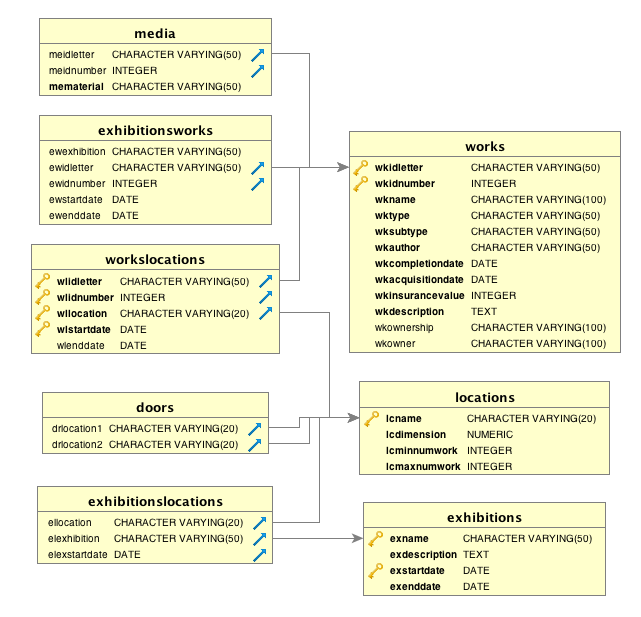 media
meidletter CHARACTER VARYING(50)
meidnumber INTEGER
mematerial CHARACTER VARYING(50)
exhibitionsworks
ewexhibition CHARACTER VARYING(50)
ewidletter CHARACTER VARYING(50)
ewidnumber INTEGER
ewstartdate DATE
ewenddate DATE
workslocations
wlidletter CHARACTER VARYING(50)
wlidnumber INTEGER
wllocation CHARACTER VARYING(20)
wlstartdate DATE
wlenddate DATE
doors
drlocation1 CHARACTER VARYING(20)
drlocation2 CHARACTER VARYING(20)
exhibitionslocations
ellocation CHARACTER VARYING(20)
elexhibition CHARACTER VARYING(50)
elexstartdate DATE
works
wkidletter CHARACTER VARYING(50)
wkidnumber INTEGER
wkname CHARACTER VARYING(100)
wktype CHARACTER VARYING(50)
wksubtype CHARACTER VARYING(50)
wkauthor CHARACTER VARYING(50)
wkcompletiondate DATE
wkacquisitiondate DATE
wkinsurancevalue INTEGER
wkdescription TEXT
wkownership CHARACTER VARYING(100)
wkowner CHARACTER VARYING(100)
locations
lcname CHARACTER VARYING(20)
lcdimension NUMERIC
lcminnumwork INTEGER
lcmaxnumwork INTEGER
exhibitions
exname CHARACTER VARYING(50)
exdescription TEXT
exstartdate DATE
exenddate DATE